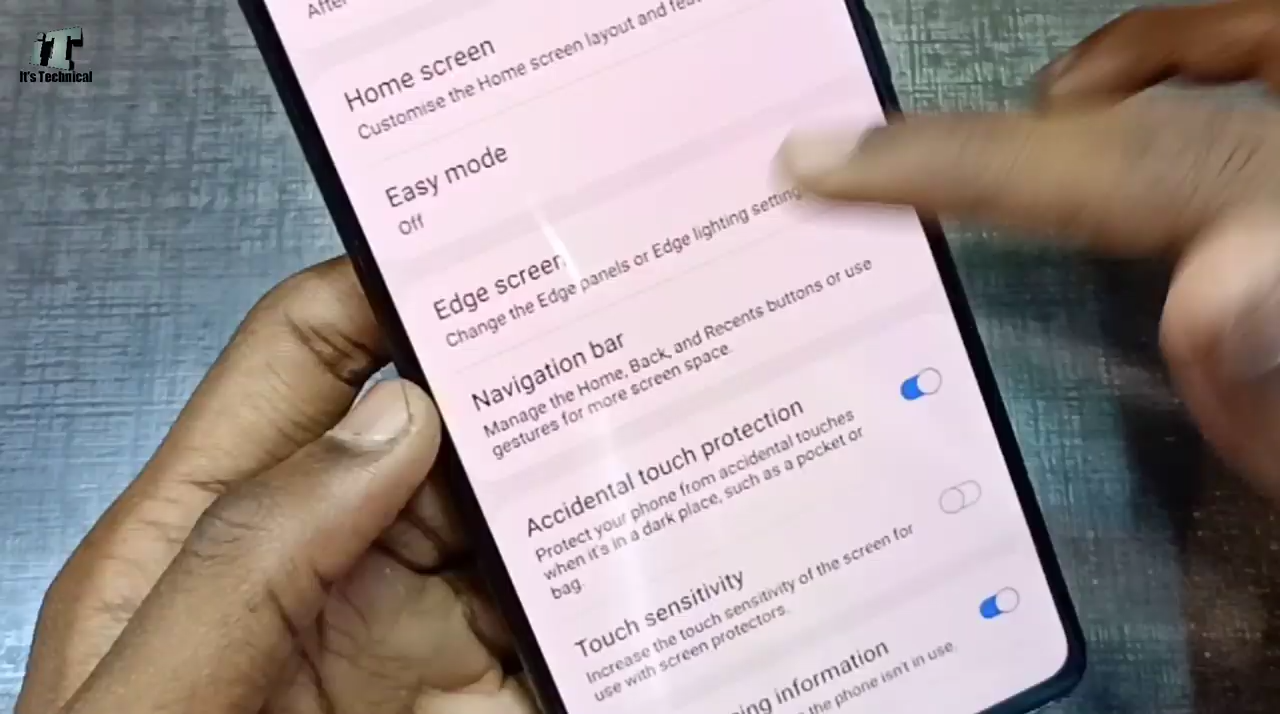 iT
It's Technical
After
Home screen
Customise the Home screen layout and
Easy mode
Off
Edge screen
Change the Edge panels or Edge lighting
Navigation bar
Manage the Home, Back, and Recents buttons or use
gestures for more screen space.
Accidental touch protection
Protect your phone from accidental touches
when it's in a dark place, such as a pocket or
bag.
Touch sensitivity
Increase the touch sensitivity of the screen for
use with screen protectors.
information
the phone isn't in use.